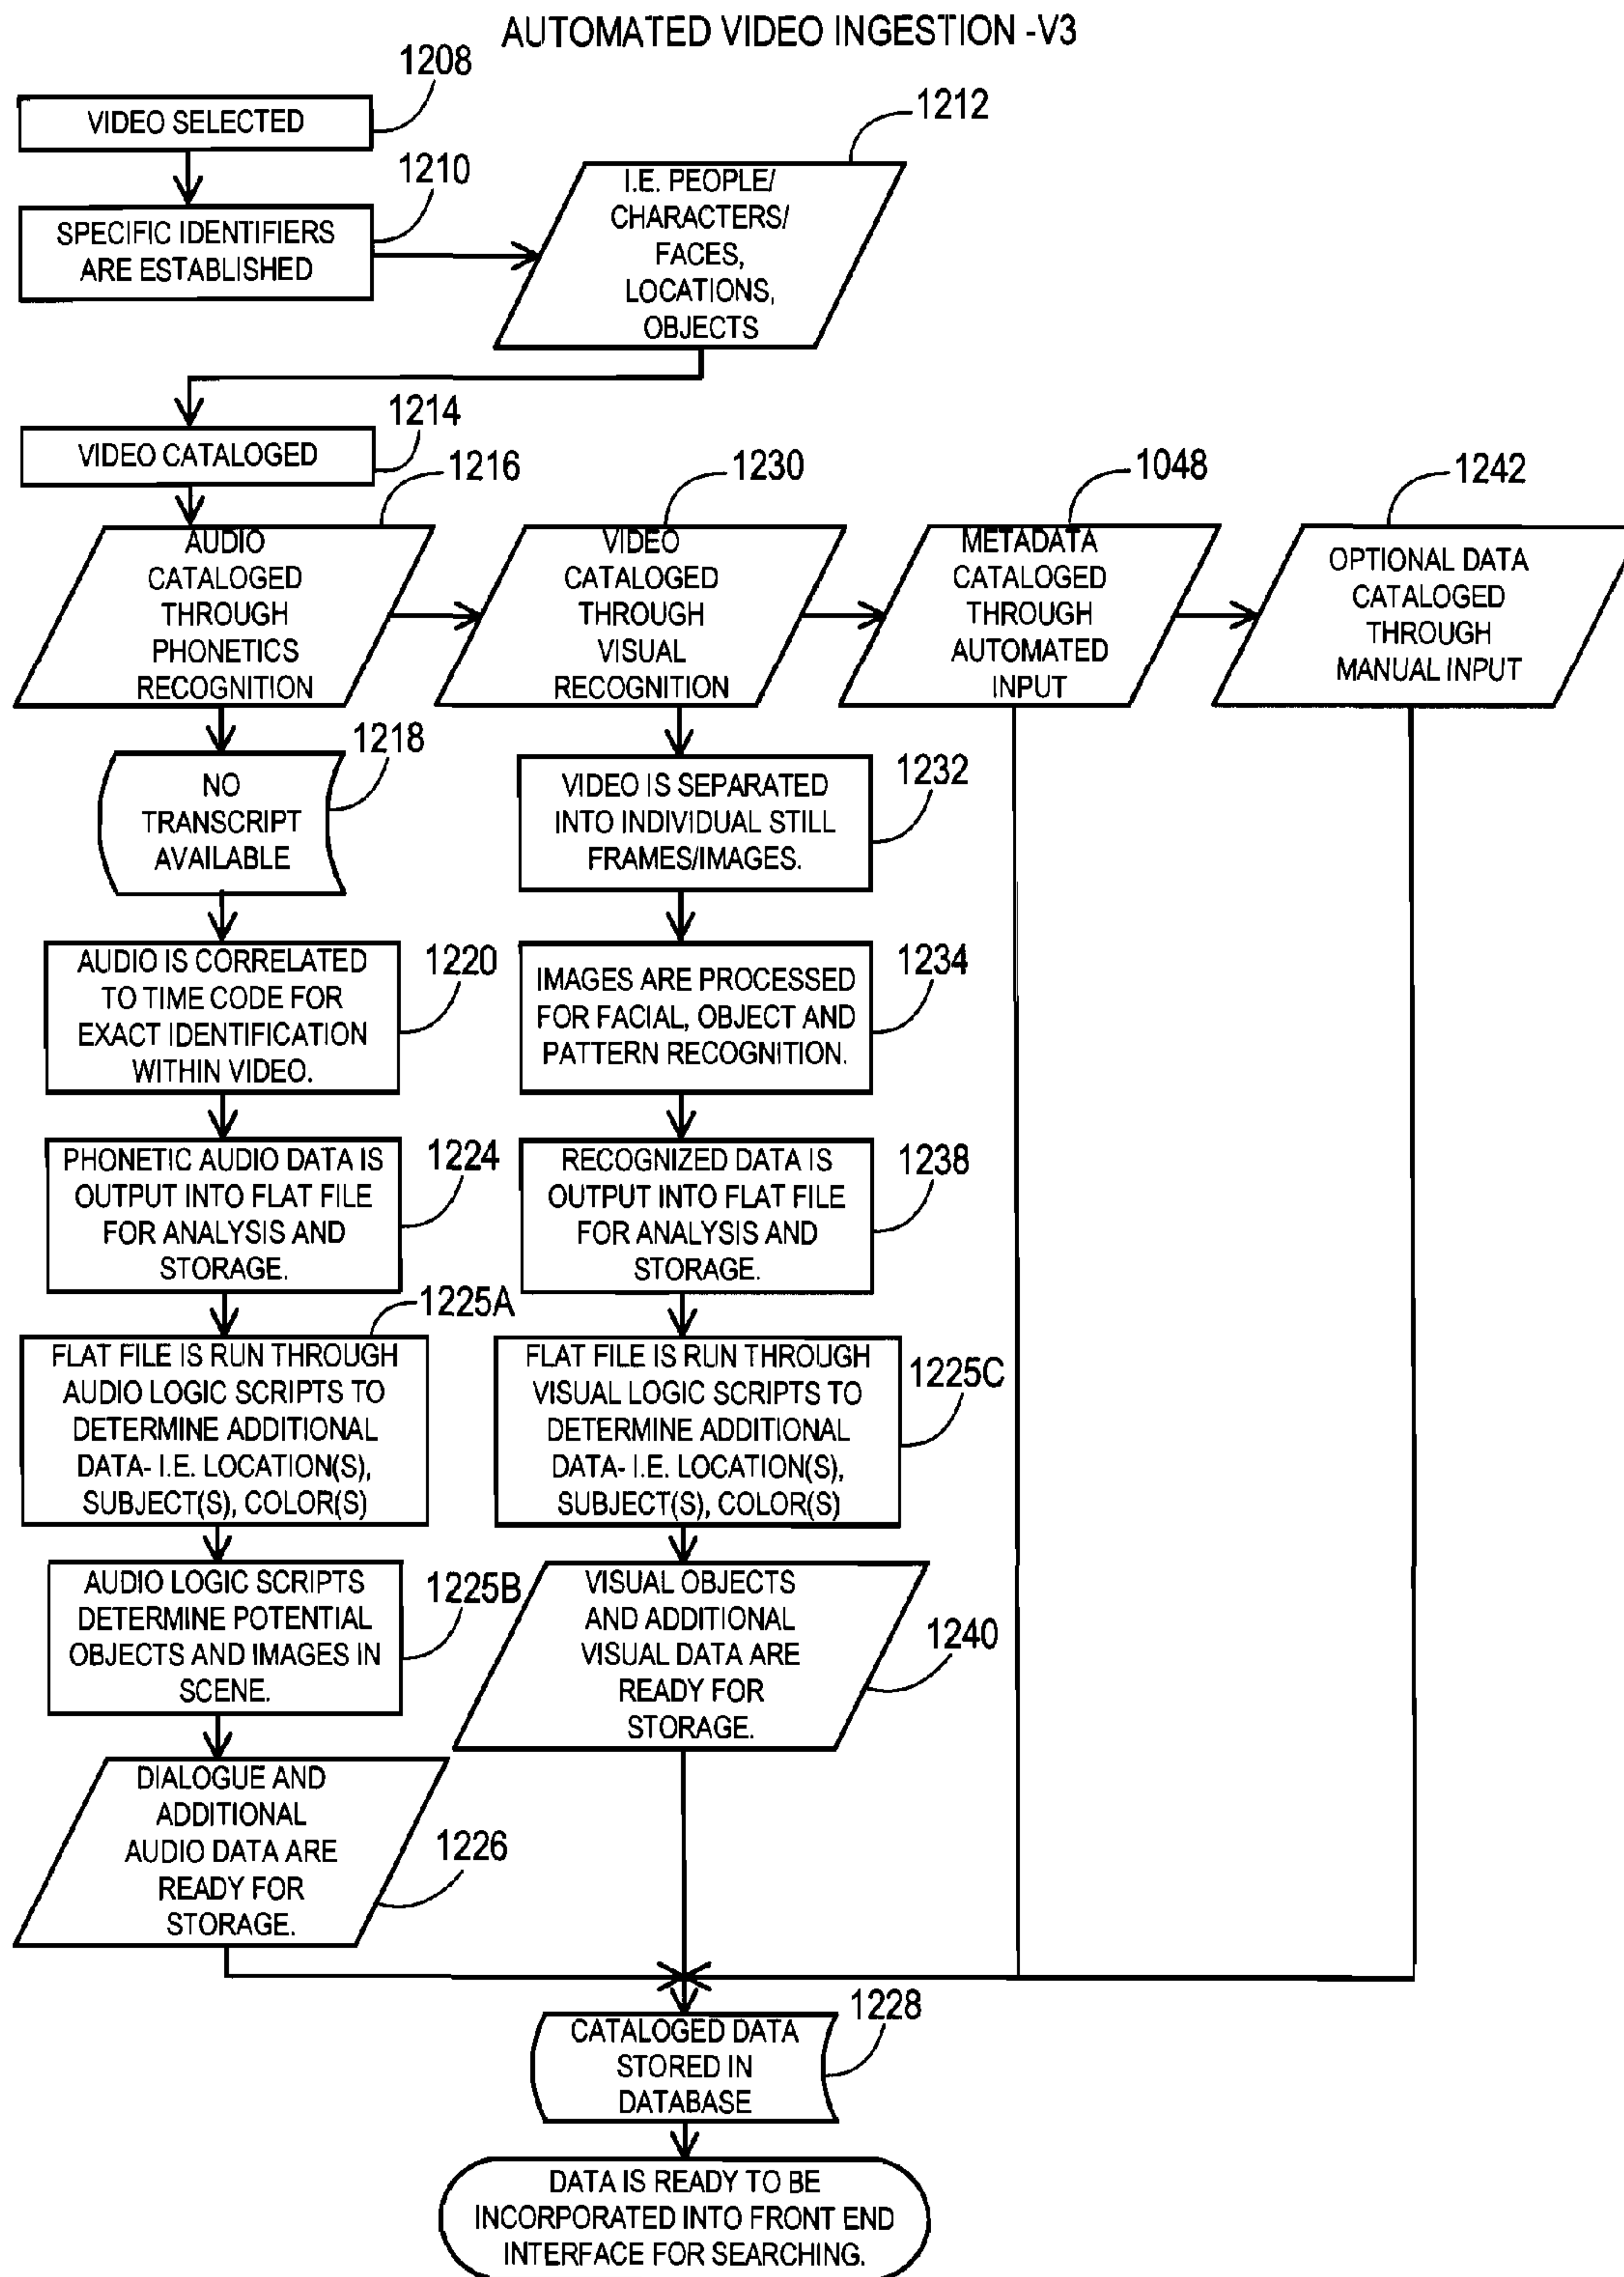 AUTOMATED VIDEO INGESTION -V3
1208
VIDEO SELECTED
1210
SPECIFIC IDENTIFIERS
ARE ESTABLISHED
1212
I.E. PEOPLE/
CHARACTERS/
FACES,
LOCATIONS,
OBJECTS
1214
VIDEO CATALOGED
1216
AUDIO
CATALOGED
THROUGH
PHONETICS
RECOGNITION
1230
VIDEO
CATALOGED
THROUGH
VISUAL
RECOGNITION
1048
METADATA
CATALOGED
THROUGH
AUTOMATED
INPUT
1242
OPTIONAL DATA
CATALOGED
THROUGH
MANUAL INPUT
1218
NO
TRANSCRIPT
AVAILABLE
1220
AUDIO IS CORRELATED
TO TIME CODE FOR
EXACT IDENTIFICATION
WITHIN VIDEO.
1224
PHONETIC AUDIO DATA IS
OUTPUT INTO FLAT FILE
FOR ANALYSIS AND
STORAGE.
1225A
FLAT FILE IS RUN THROUGH
AUDIO LOGIC SCRIPTS TO
DETERMINE ADDITIONAL
DATA- I.E. LOCATION(S),
SUBJECT(S), COLOR(S)
1225B
AUDIO LOGIC SCRIPTS
DETERMINE POTENTIAL
OBJECTS AND IMAGES IN
SCENE.
1226
DIALOGUE AND
ADDITIONAL
AUDIO DATA ARE
READY FOR
STORAGE.
1232
VIDEO IS SEPARATED
INTO INDIVIDUAL STILL
FRAMES/IMAGES.
1234
IMAGES ARE PROCESSED
FOR FACIAL, OBJECT AND
PATTERN RECOGNITION.
1238
RECOGNIZED DATA IS
OUTPUT INTO FLAT FILE
FOR ANALYSIS AND
STORAGE.
1225C
FLAT FILE IS RUN THROUGH
VISUAL LOGIC SCRIPTS TO
DETERMINE ADDITIONAL
DATA- I.E. LOCATION(S),
SUBJECT(S), COLOR(S)
1240
VISUAL OBJECTS
AND ADDITIONAL
VISUAL DATA ARE
READY FOR
STORAGE.
1228
CATALOGED DATA
STORED IN
DATABASE
DATA IS READY TO BE
INCORPORATED INTO FRONT END
INTERFACE FOR SEARCHING.